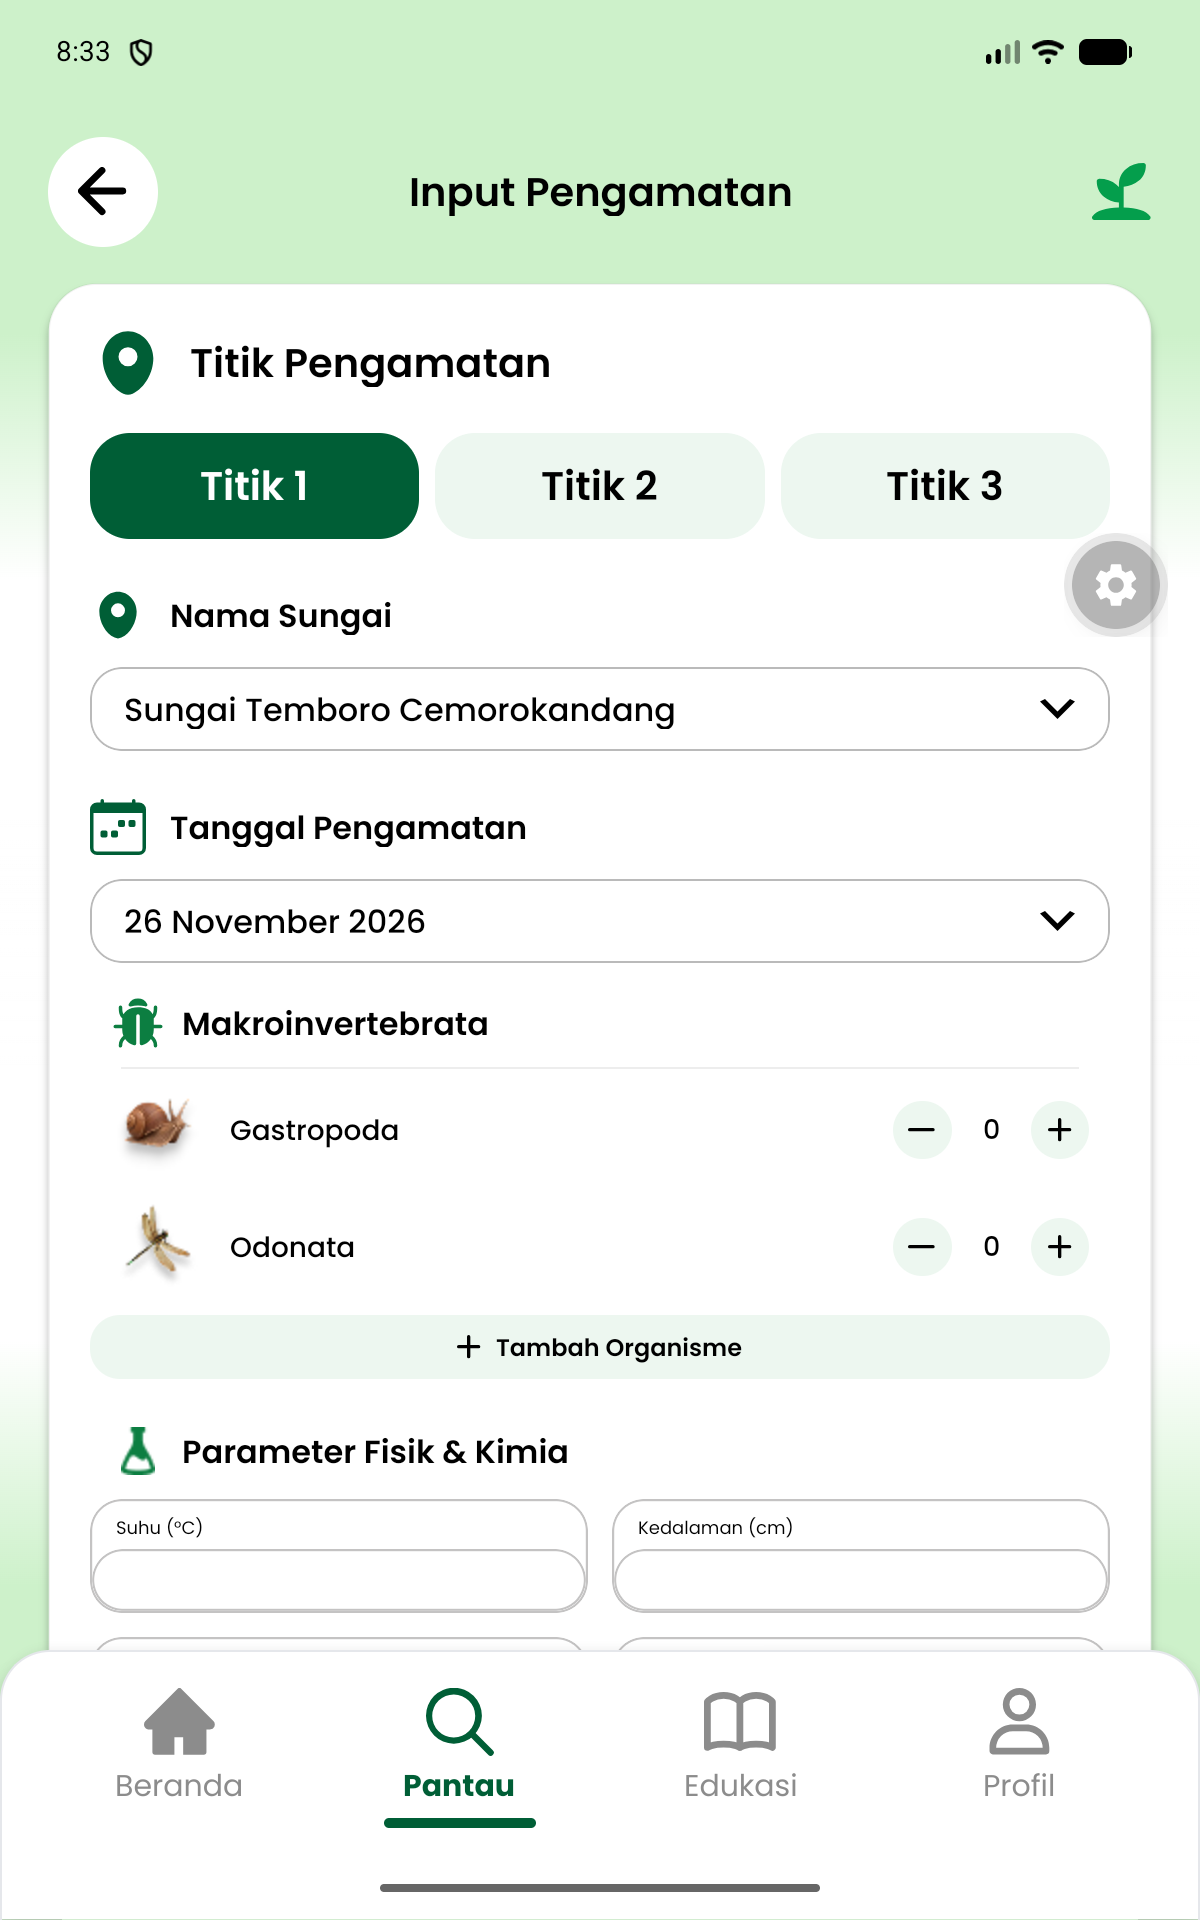 8:33
Input Pengamatan
Titik Pengamatan
Titik 1
Titik 2
Titik 3
Nama Sungai
Sungai Temboro Cemorokandang
Tanggal Pengamatan
26 November 2026
Makroinvertebrata
Gastropoda
0
Odonata
0
Tambah Organisme
Parameter Fisik & Kimia
Suhu (°C)
Kedalaman (cm)
Beranda
Pantau
Edukasi
Profil